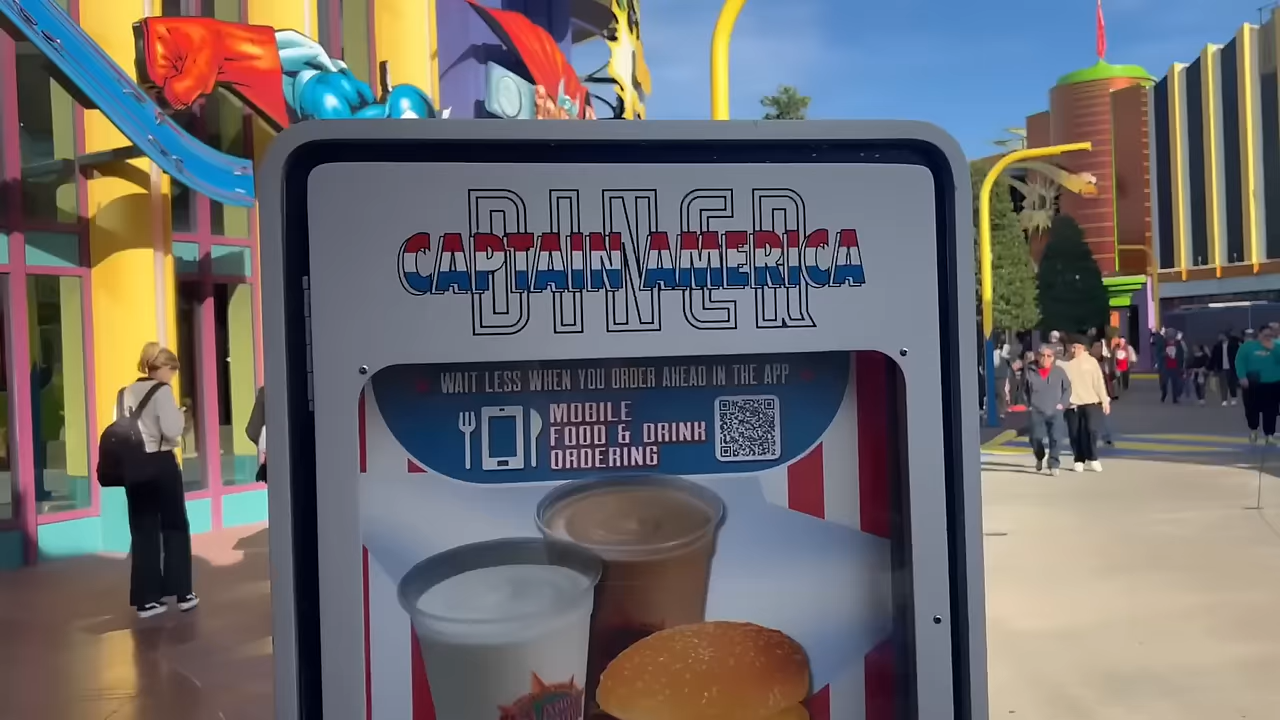 DINER
CAPTAIN AMERICA
WAIT LESS WHEN YOU ORDER AHEAD IN THE APP
MOBILE
FOOD & DRINK
ORDERING